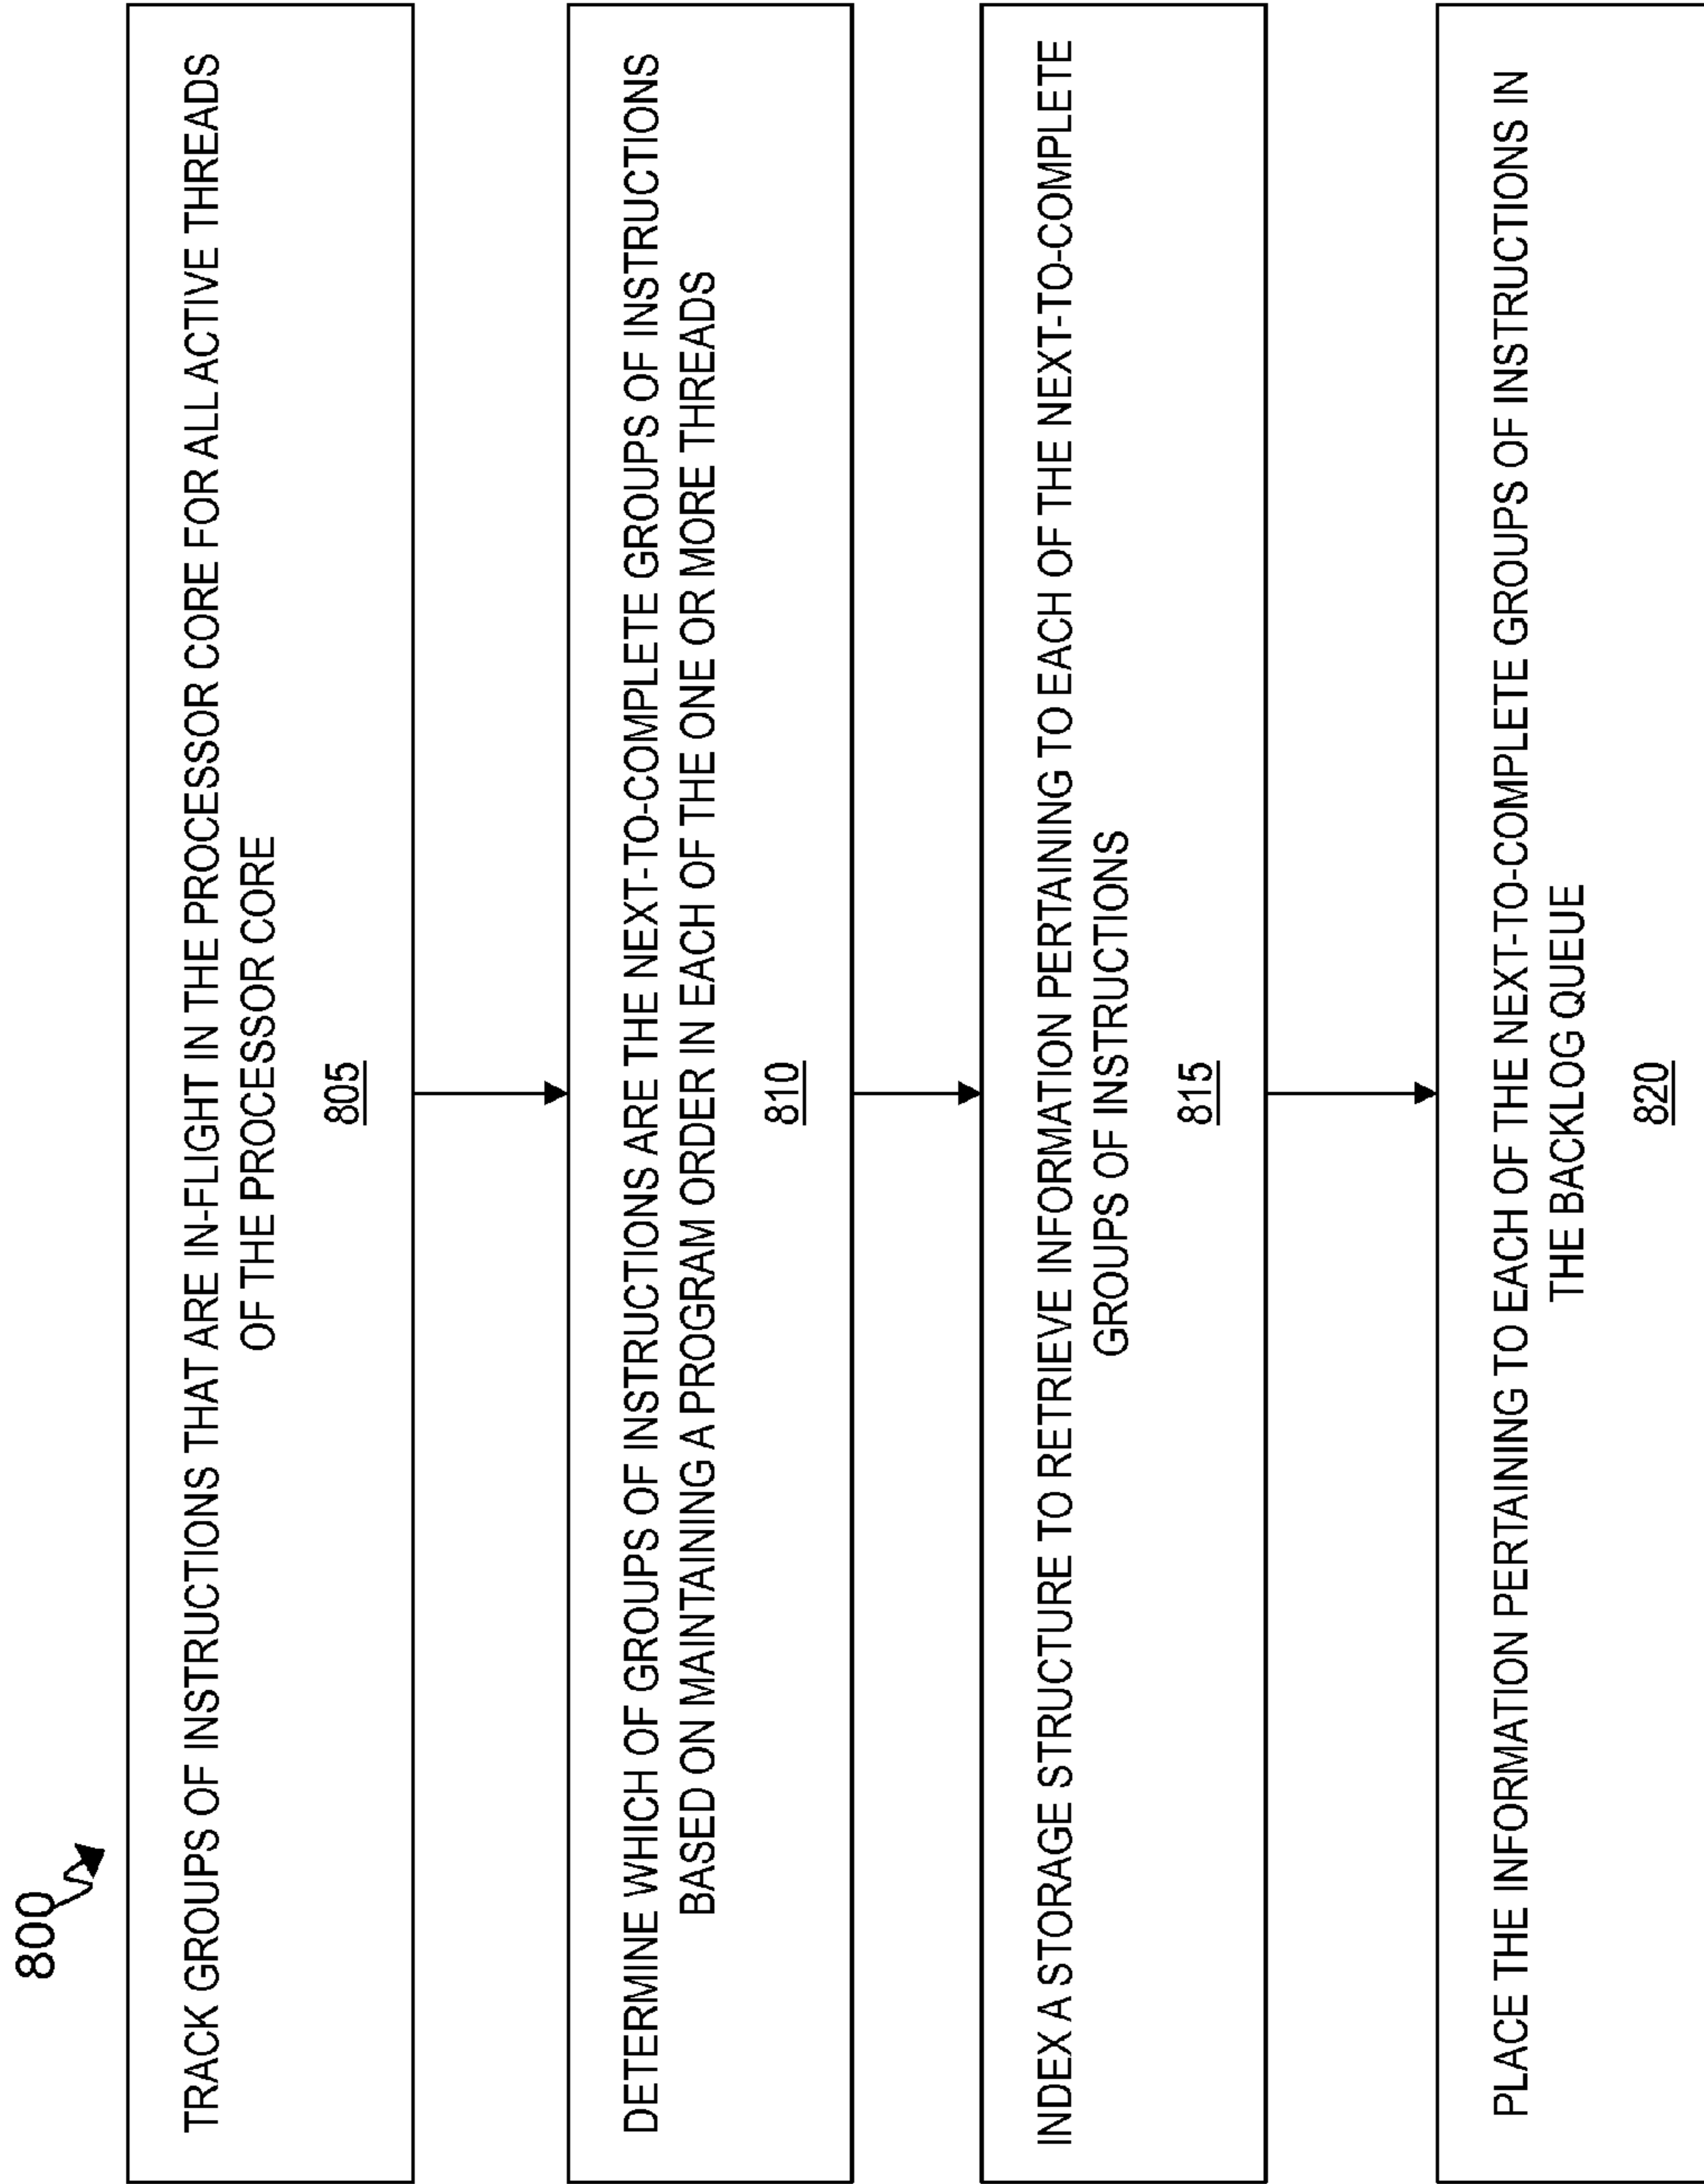 800
TRACK GROUPS OF INSTRUCTIONS THAT ARE IN-FLIGHT IN THE PROCESSOR CORE FOR ALL ACTIVE THREADS
OF THE PROCESSOR CORE
805
DETERMINE WHICH OF GROUPS OF INSTRUCTIONS ARE THE NEXT-TO-COMPLETE GROUPS OF INSTRUCTIONS
BASED ON MAINTAINING A PROGRAM ORDER IN EACH OF THE ONE OR MORE THREADS
810
INDEX A STORAGE STRUCTURE TO RETRIEVE INFORMATION PERTAINING TO EACH OF THE NEXT-TO-COMPLETE
GROUPS OF INSTRUCTIONS
815
PLACE THE INFORMATION PERTAINING TO EACH OF THE NEXT-TO-COMPLETE GROUPS OF INSTRUCTIONS IN
THE BACKLOG QUEUE
820